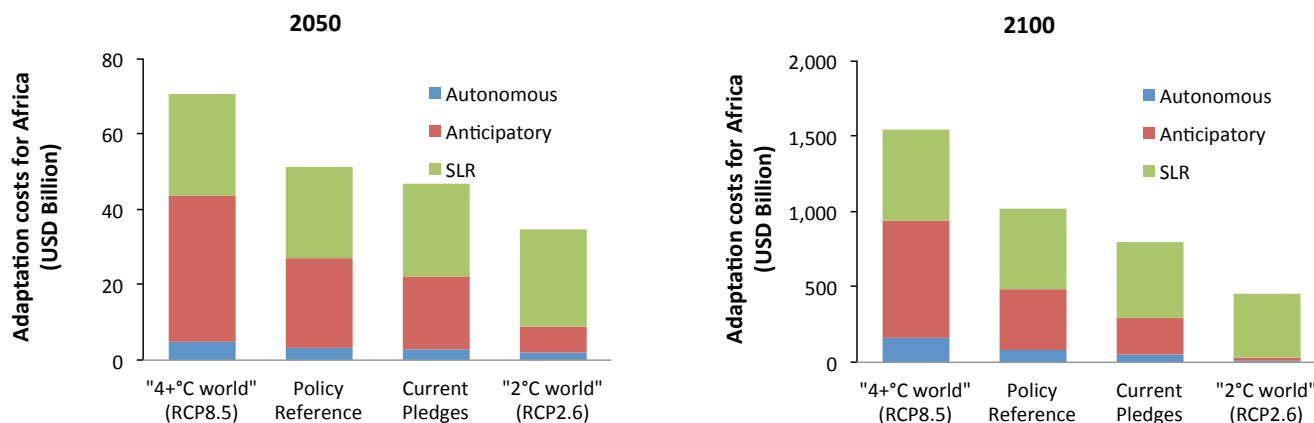 2050
Adaptation costs for Africa
(USD Billion)
80
60
40
20
0
Autonomous
Anticipatory
SLR
"4+°C world"
(RCP8.5)
Policy
Reference
Current
Pledges
"2°C world"
(RCP2.6)
2100
Adaptation costs for Africa
(USD Billion)
2,000
1,500
1,000
500
0
Autonomous
Anticipatory
SLR
"4+°C world"
(RCP8.5)
Policy
Reference
Current
Pledges
"2°C world"
(RCP2.6)